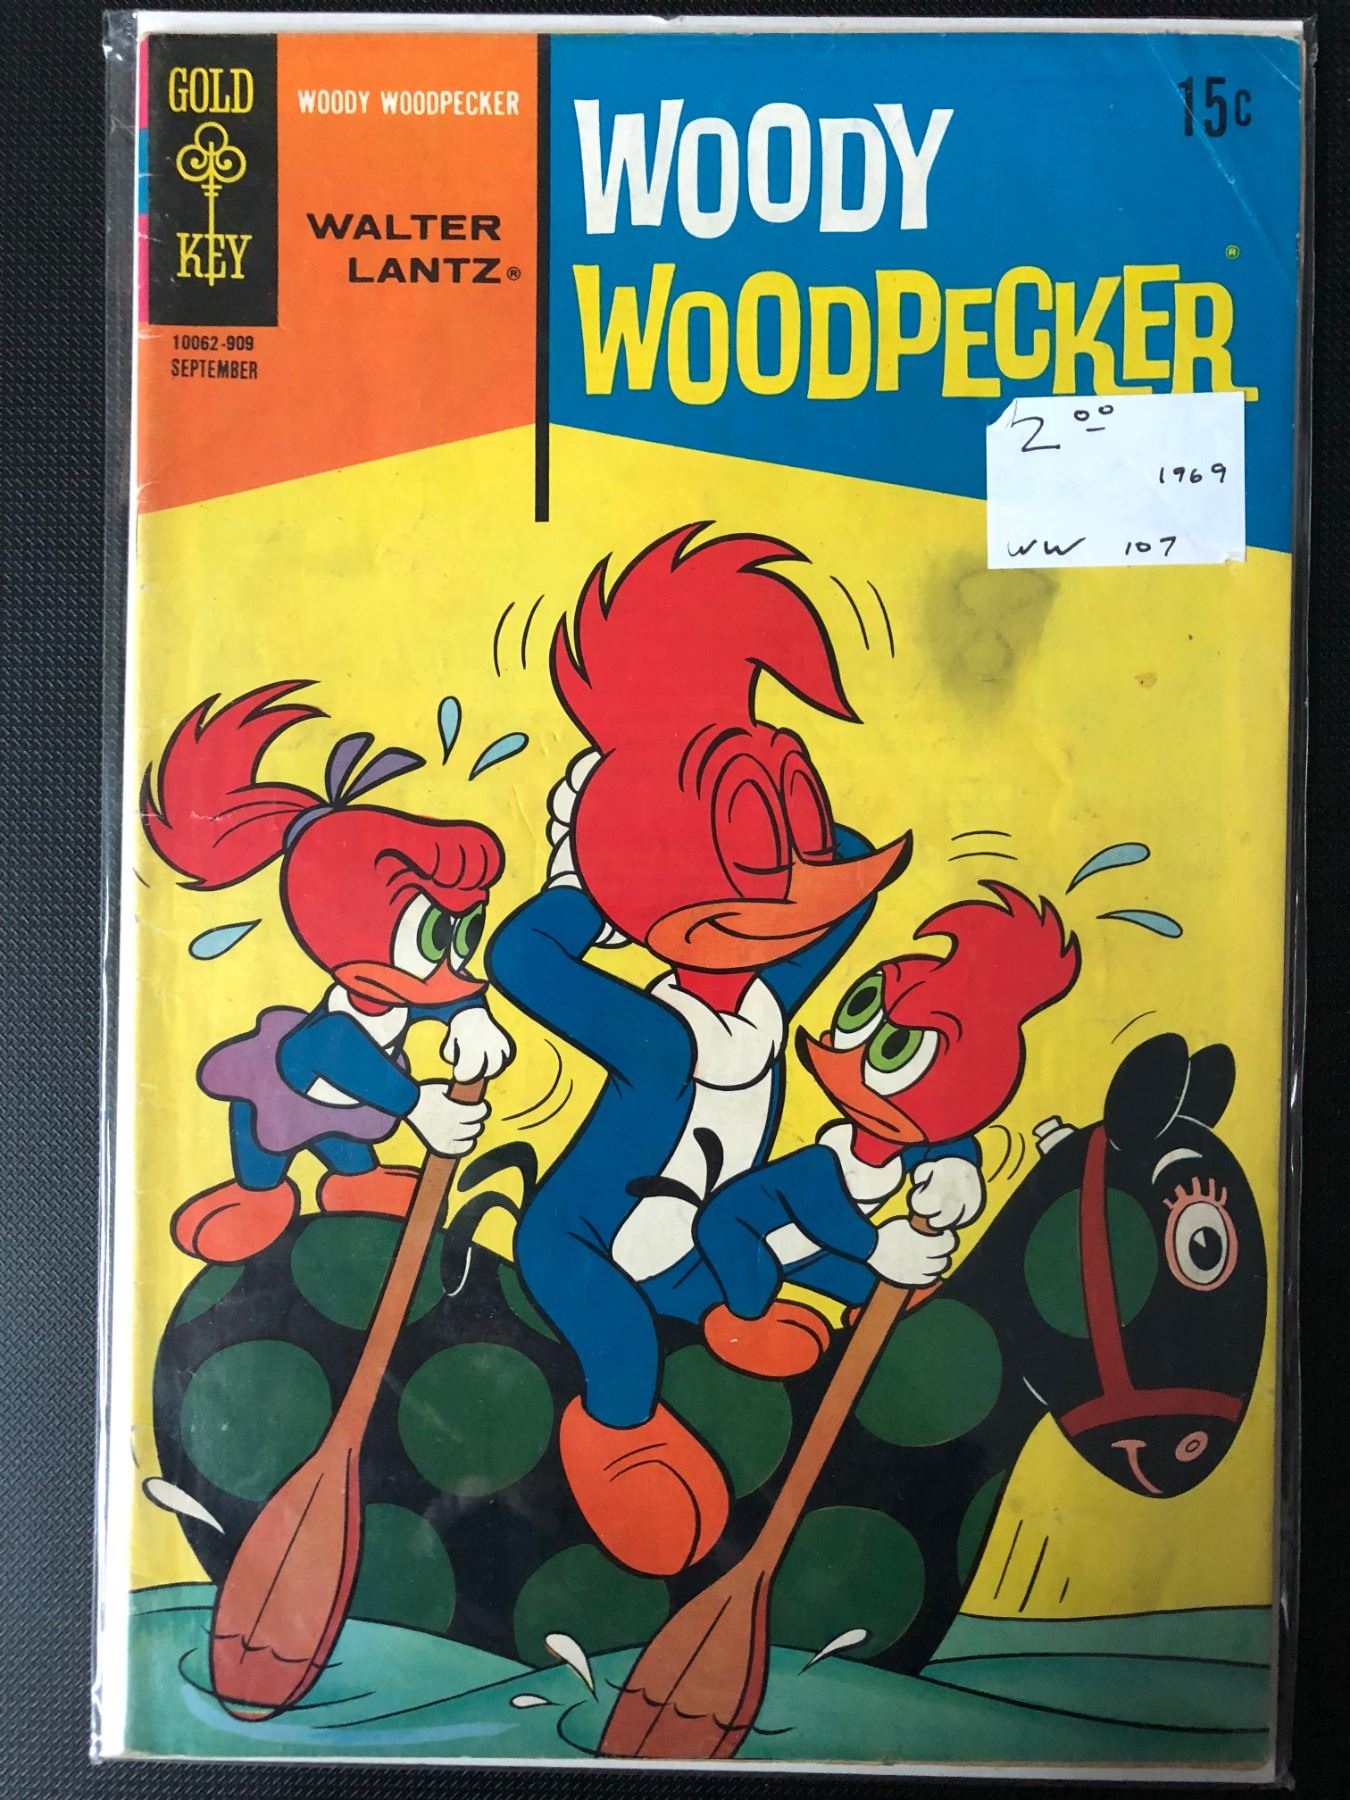 GOLD
KEY
10062-909
SEPTEMBER
WOODY WOODPECKER
WALTER
LANTZ®
15c
WOODY
WOODPECKER®
2.00
1969
WW 107